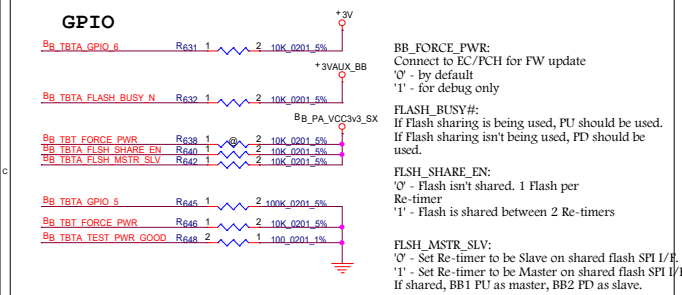 GPIO
+3V
BB_TBTA_GPIO_6 R631 1 2 10K_0201_5%
+3VAUX_BB
BB_TBTA_FLASH_BUSY_N R632 1 2 10K_0201_5%
BB_PA_VCC3v3_SX
BB_TBT_FORCE_PWR R638 1 @ 2 10K_0201_5%
BB_TBTA_FLSH_SHARE_EN R640 1 2 10K_0201_5%
BB_TBTA_FLSH_MSTR_SLV R642 1 2 10K_0201_5%
BB_TBTA_GPIO_5 R645 1 2 100K_0201_5%
BB_TBT_FORCE_PWR R646 1 2 10K_0201_5%
BB_TBTA_TEST_PWR_GOOD R648 2 1 100_0201_1%
C
BB_FORCE_PWR:
Connect to EC/PCH for FW update
'0' - by default
'1' - for debug only
FLASH_BUSY#:
If Flash sharing is being used, PU should be used.
If Flash sharing isn't being used, PD should be
used.
FLSH_SHARE_EN:
'0' - Flash isn't shared. 1 Flash per
Re-timer
'1' - Flash is shared between 2 Re-timers
FLSH_MSTR_SLV:
'0' - Set Re-timer to be Slave on shared flash SPI I/F.
'1' - Set Re-timer to be Master on shared flash SPI I/F
If shared, BB1 PU as master, BB2 PD as slave.